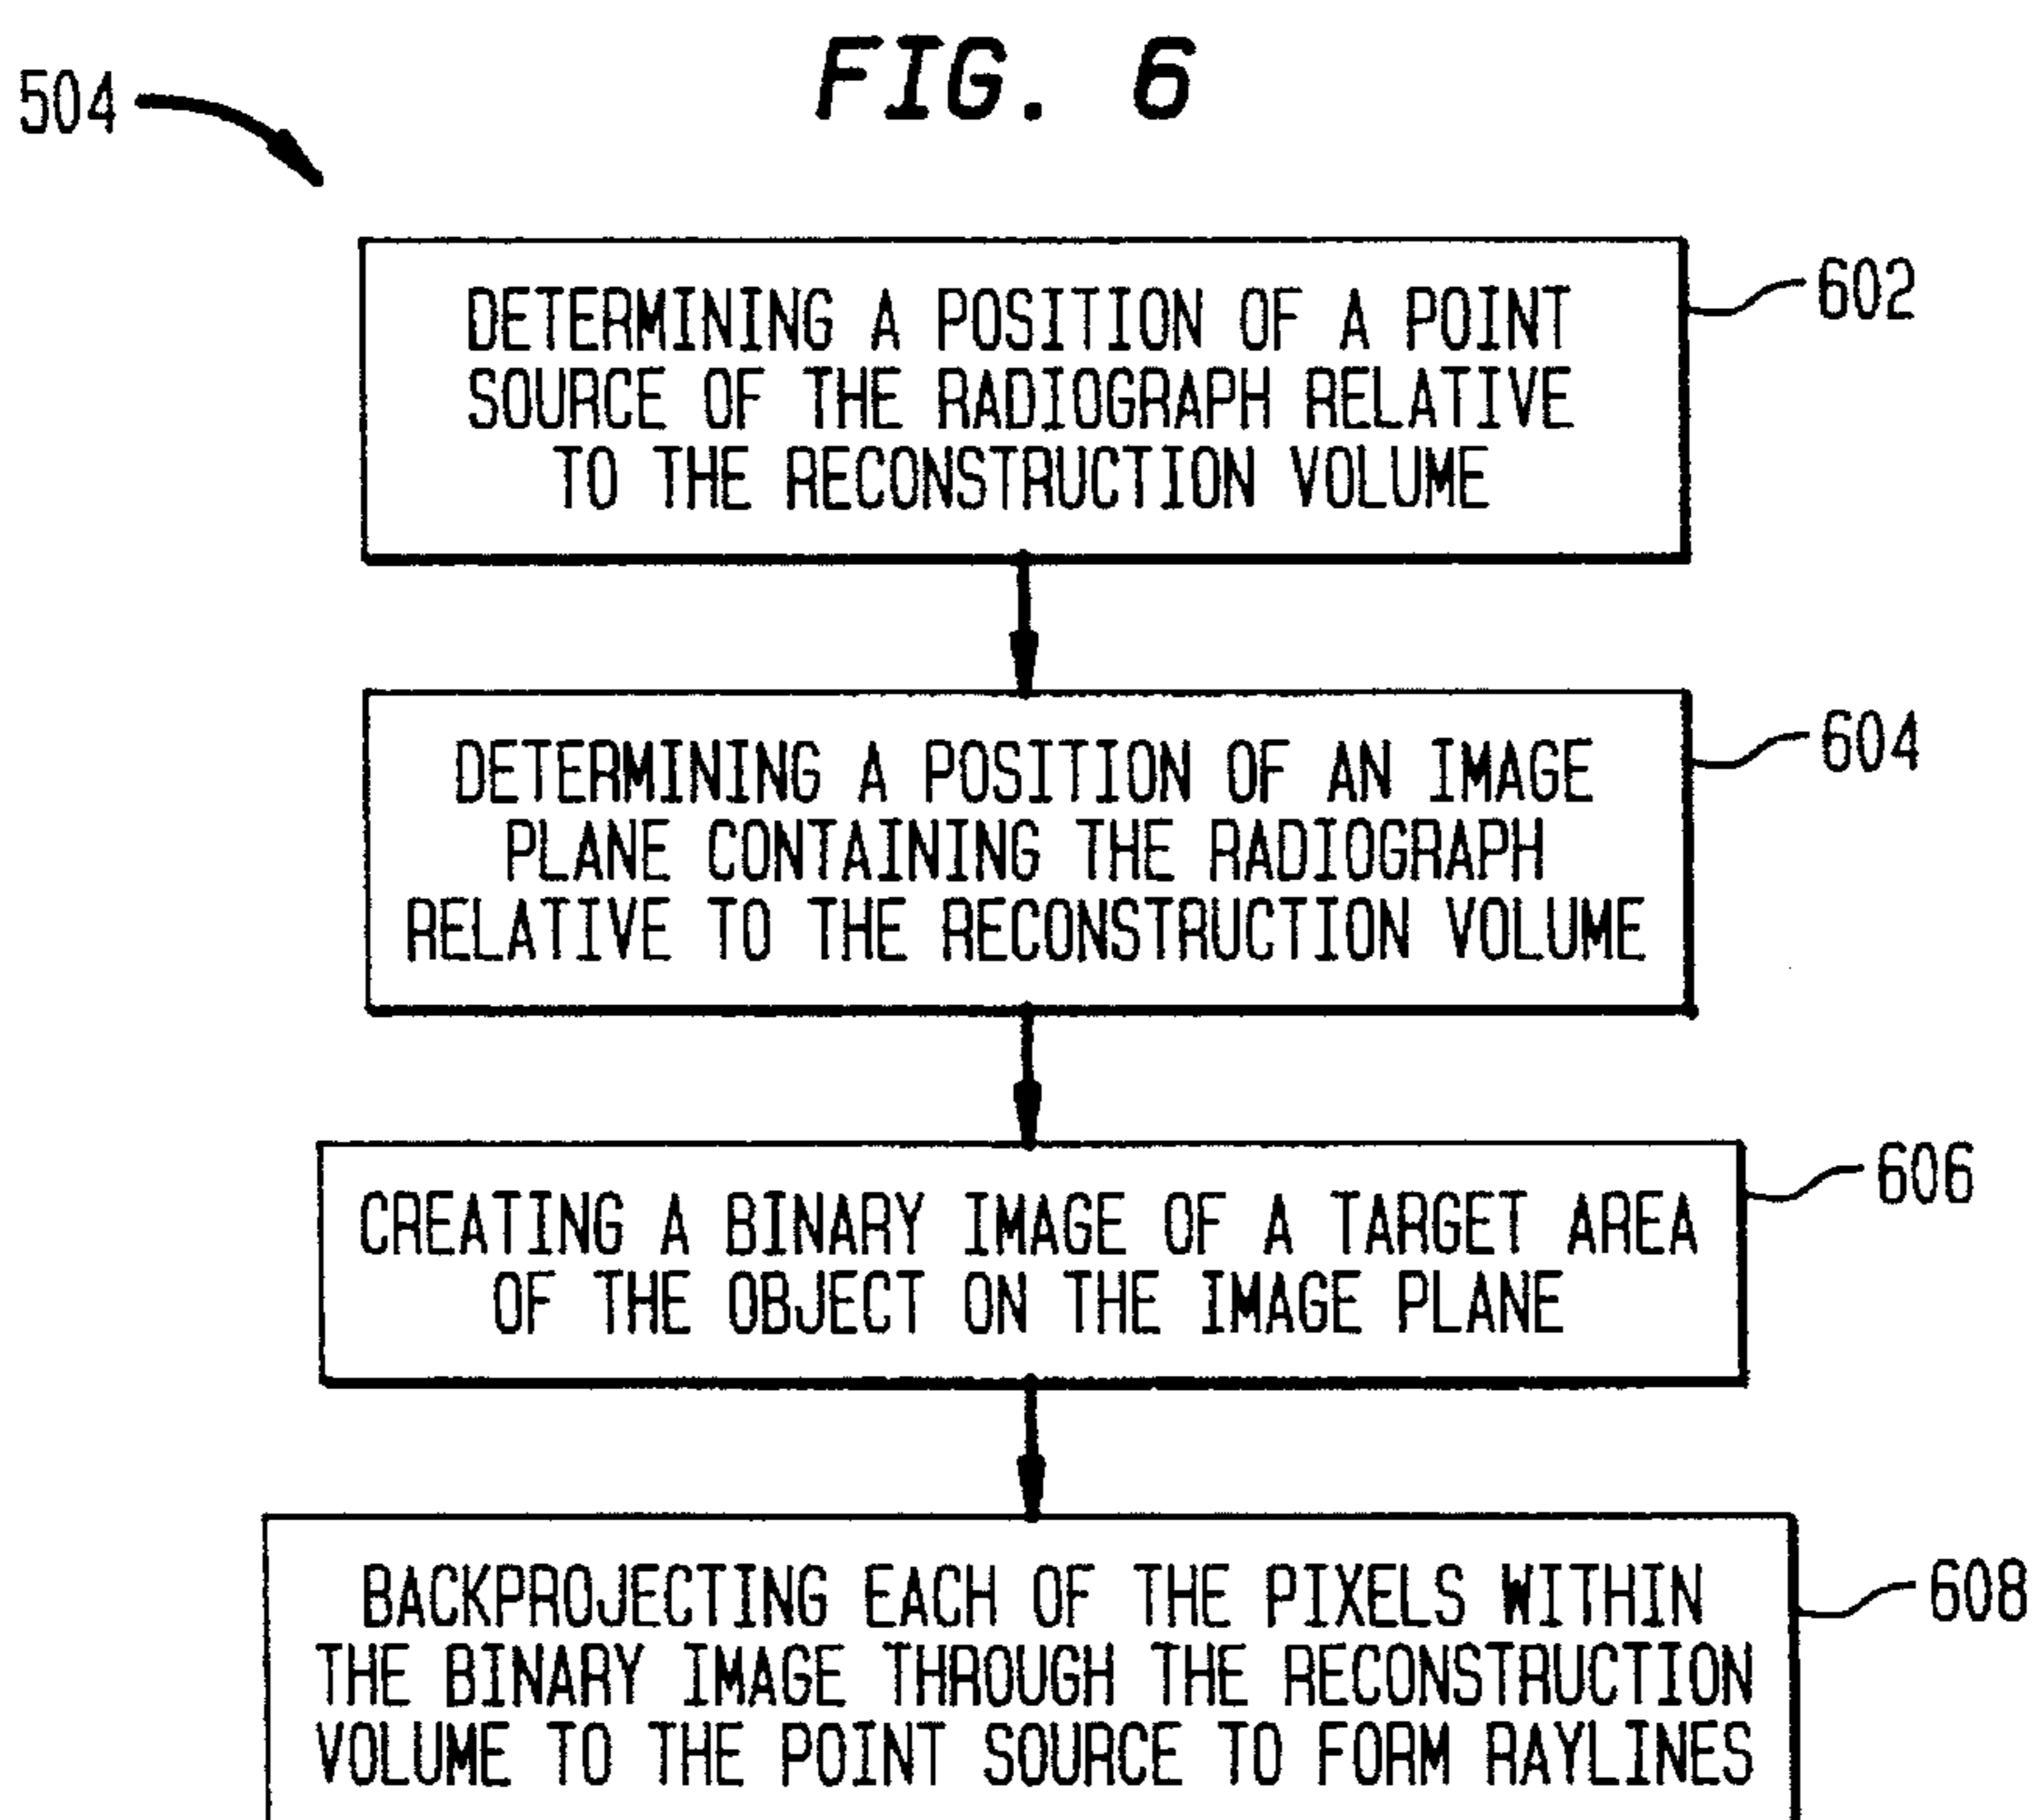 FIG. 6
504
DETERMINING A POSITION OF A POINT
SOURCE OF THE RADIOGRAPH RELATIVE
TO THE RECONSTRUCTION VOLUME
602
DETERMINING A POSITION OF AN IMAGE
PLANE CONTAINING THE RADIOGRAPH
RELATIVE TO THE RECONSTRUCTION VOLUME
604
CREATING A BINARY IMAGE OF A TARGET AREA
OF THE OBJECT ON THE IMAGE PLANE
606
BACKPROJECTING EACH OF THE PIXELS WITHIN
THE BINARY IMAGE THROUGH THE RECONSTRUCTION
VOLUME TO THE POINT SOURCE TO FORM RAYLINES
608